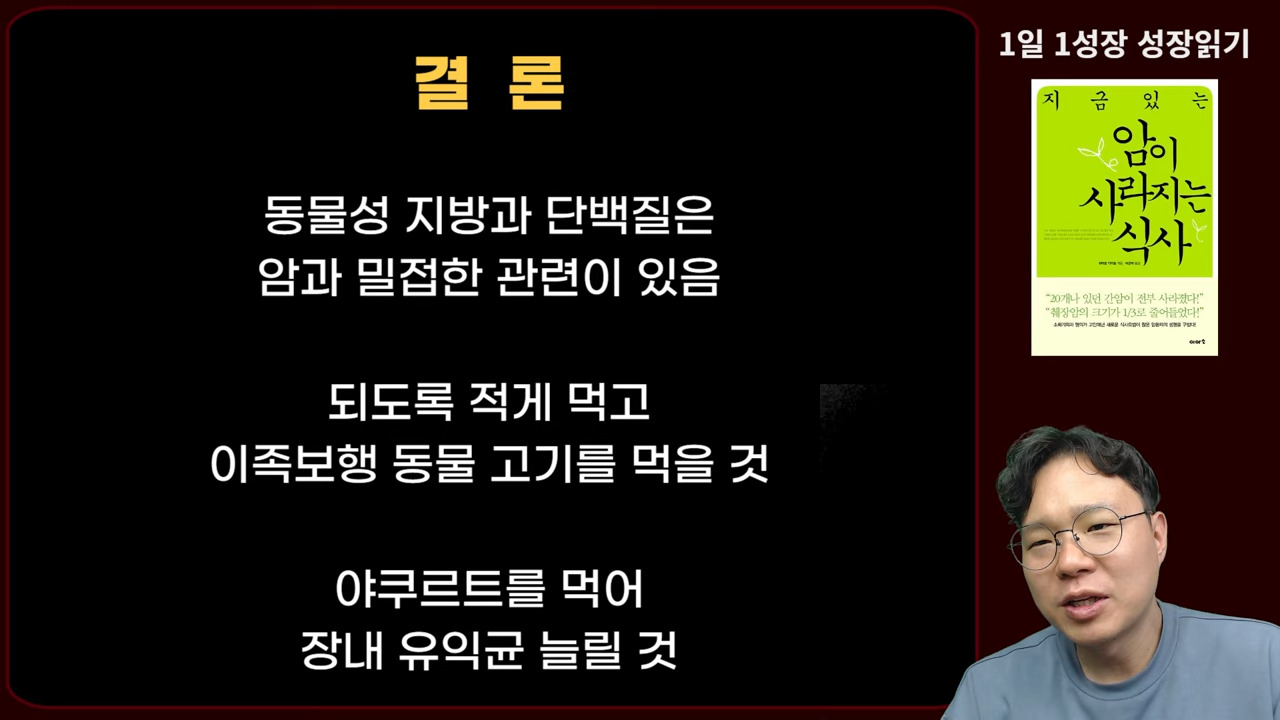 결 론
동물성 지방과 단백질은
암과 밀접한 관련이 있음
되도록 적게 먹고
이족보행 동물 고기를 먹을 것
야쿠르트를 먹어
장내 유익균 늘릴 것
1일 1성장 성장읽기
지금있는
암이
사라지는
식사
“20개나 있던 간암이 전부 사라졌다!”
“췌장암의 크기가 1/3로 줄어들었다!”